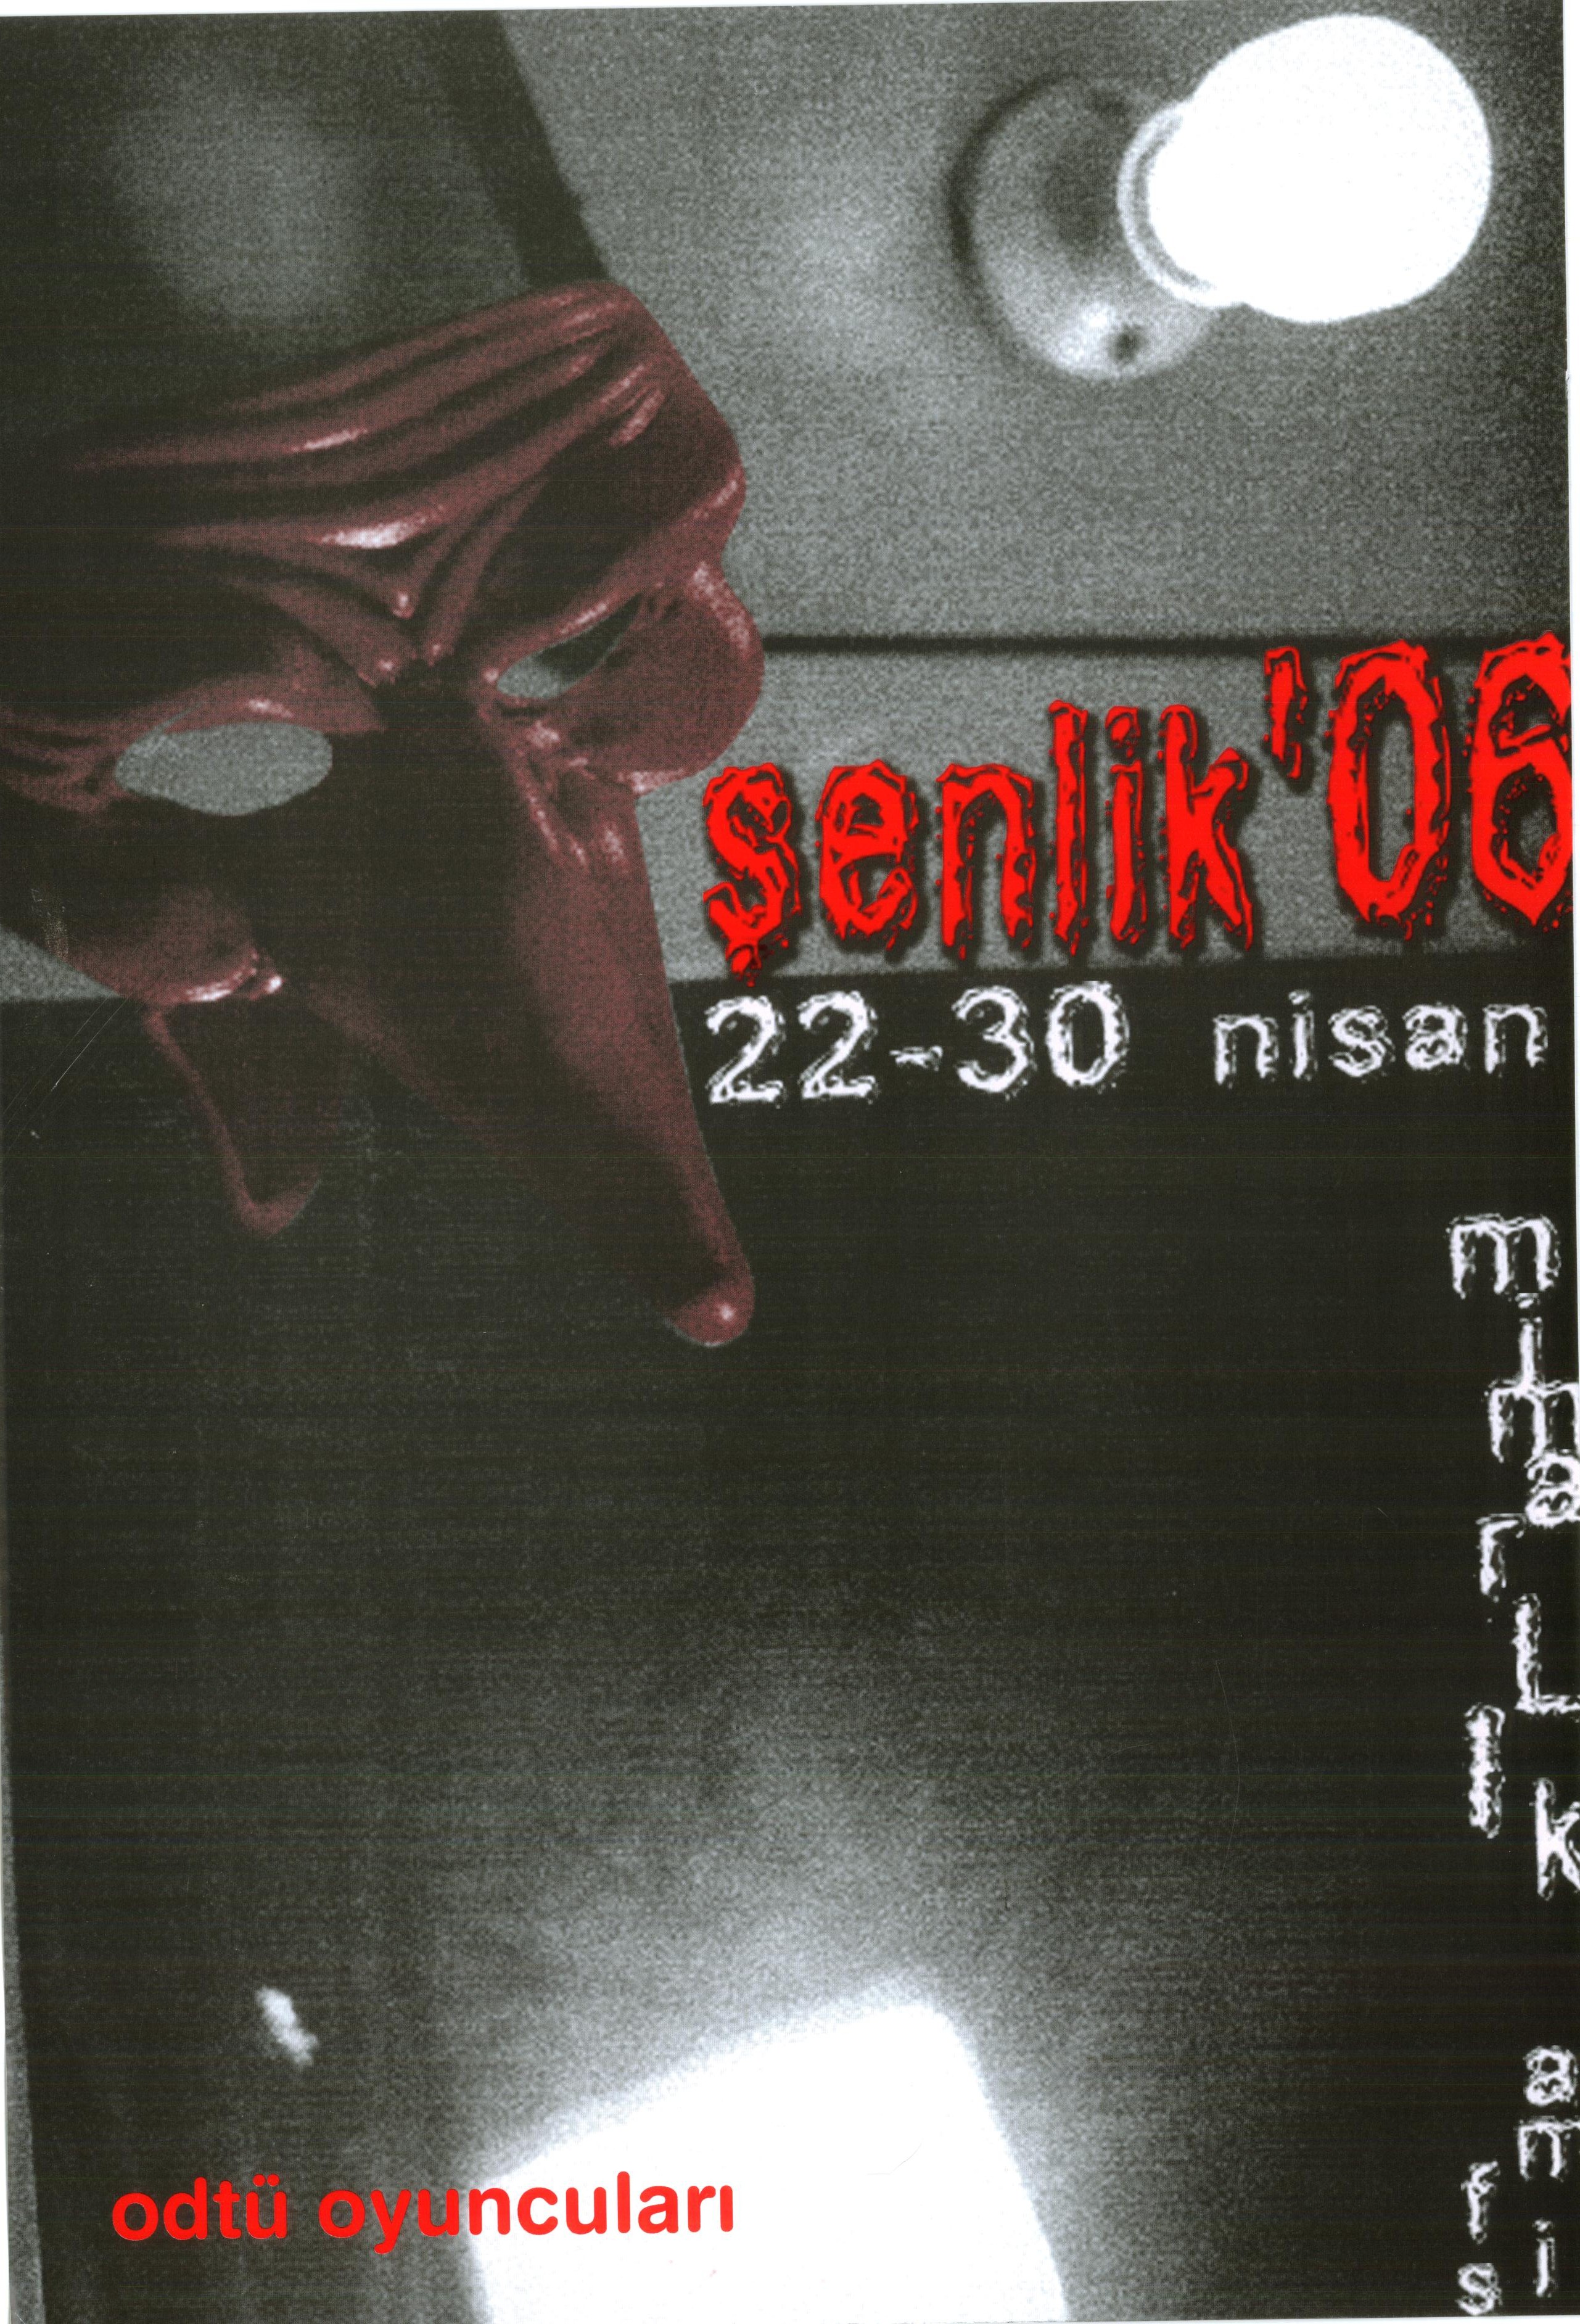 şenlik'06
22-30 nisan
mimarLık amfisi
odtü oyuncuları